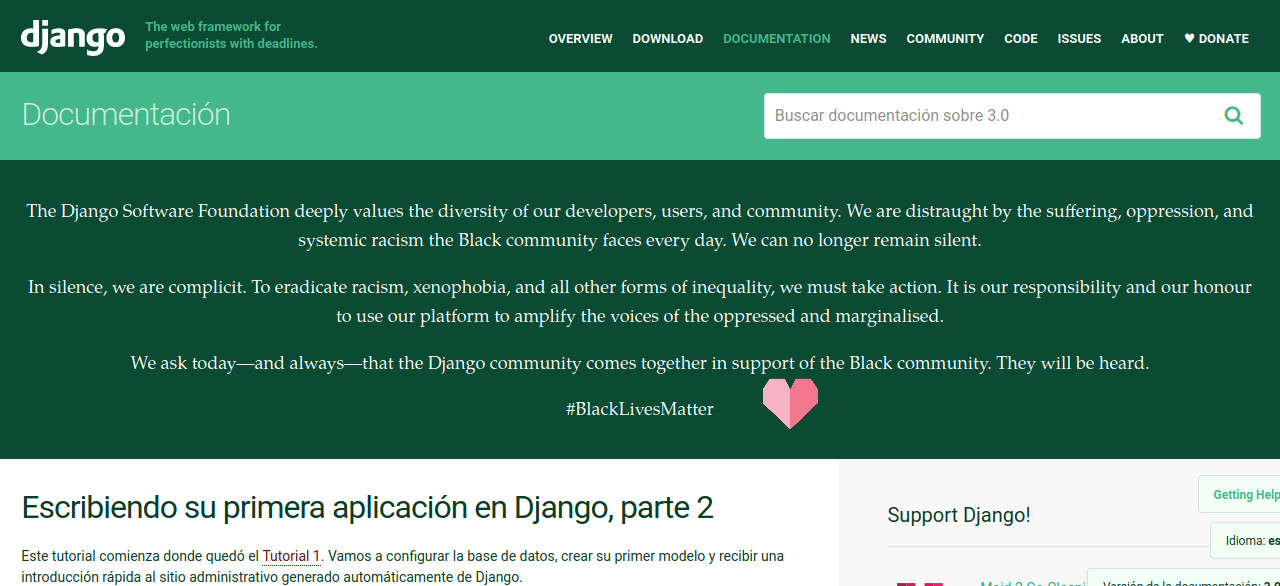 django
The web framework for
perfectionists with deadlines.
OVERVIEW DOWNLOAD DOCUMENTATION NEWS COMMUNITY CODE ISSUES ABOUT ♥ DONATE
Documentación
Buscar documentación sobre 3.0
The Django Software Foundation deeply values the diversity of our developers, users, and community. We are distraught by the suffering, oppression, and
systemic racism the Black community faces every day. We can no longer remain silent.
In silence, we are complicit. To eradicate racism, xenophobia, and all other forms of inequality, we must take action. It is our responsibility and our honour
to use our platform to amplify the voices of the oppressed and marginalised.
We ask today—and always—that the Django community comes together in support of the Black community. They will be heard.
#BlackLivesMatter
Escribiendo su primera aplicación en Django, parte 2
Este tutorial comienza donde quedó el Tutorial 1. Vamos a configurar la base de datos, crear su primer modelo y recibir una
introducción rápida al sitio administrativo generado automáticamente de Django.
Support Django!
Getting Help
Idioma: es